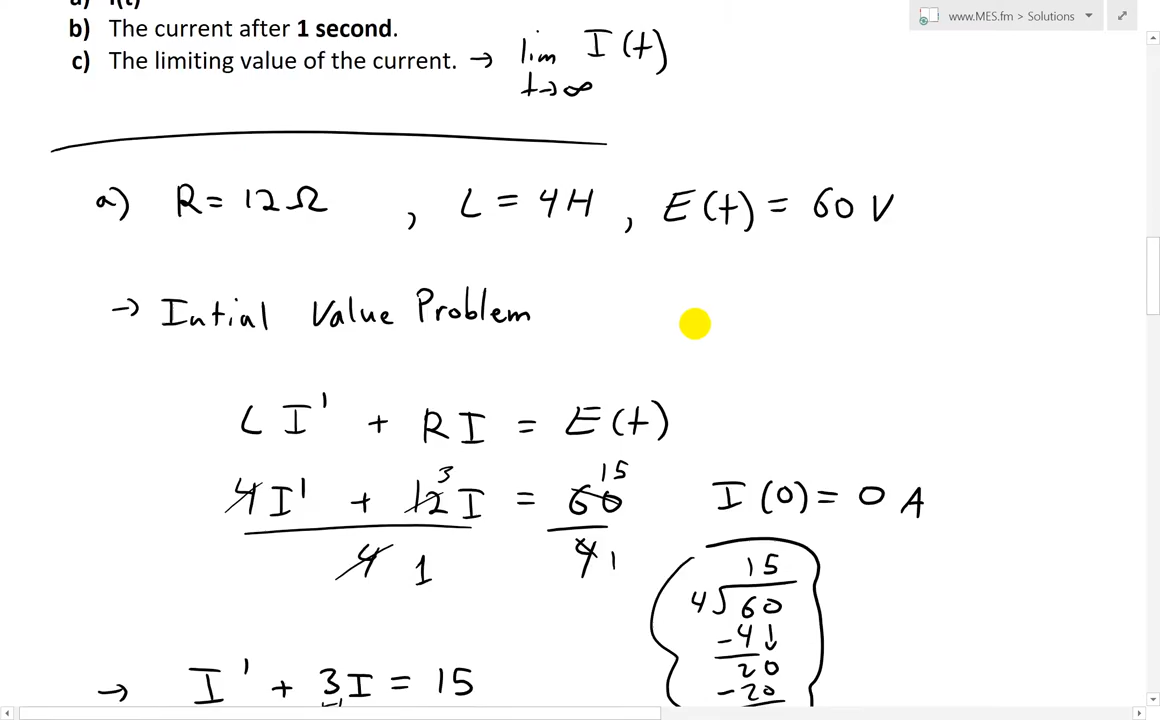 a) I(t)
www.MES.fm > Solutions
b) The current after 1 second.
c) The limiting value of the current. → lim t→∞ I(t)
a) R = 12Ω , L = 4H , E(t) = 60 V
→ Intial Value Problem
L I' + R I = E(t)
3 15
4 I' + 12 I = 60 I(0) = 0 A
4 1 4 1
15
4 60
-4↓
20
-20
→ I' + 3I = 15